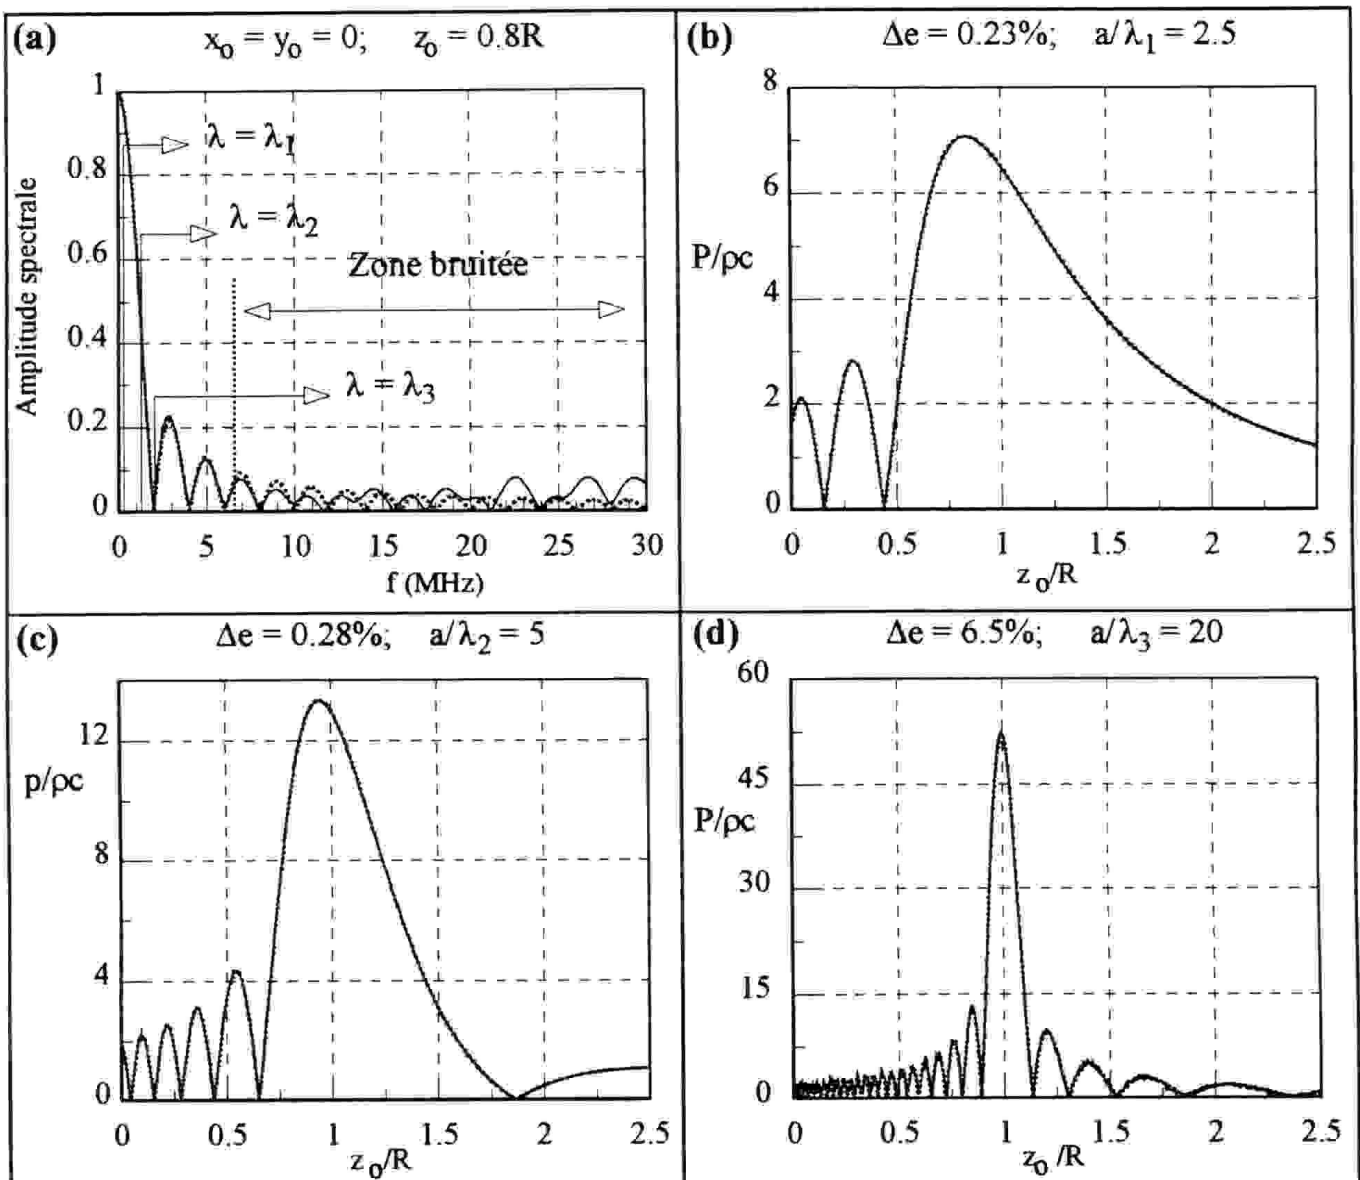 (a) x₀ = y₀ = 0; z₀ = 0.8R
Amplitude spectrale
1
0.8
0.6
0.4
0.2
0
λ = λ₁
λ = λ₂
Zone bruitée
λ = λ₃
0 5 10 15 20 25 30
f (MHz)
(b) Δe = 0.23%; a/λ₁ = 2.5
8
6
P/ρc
4
2
0
0 0.5 1 1.5 2 2.5
z₀/R
(c) Δe = 0.28%; a/λ₂ = 5
12
p/ρc
8
4
0
0 0.5 1 1.5 2 2.5
z₀/R
(d) Δe = 6.5%; a/λ₃ = 20
60
45
P/ρc
30
15
0
0 0.5 1 1.5 2 2.5
z₀/R